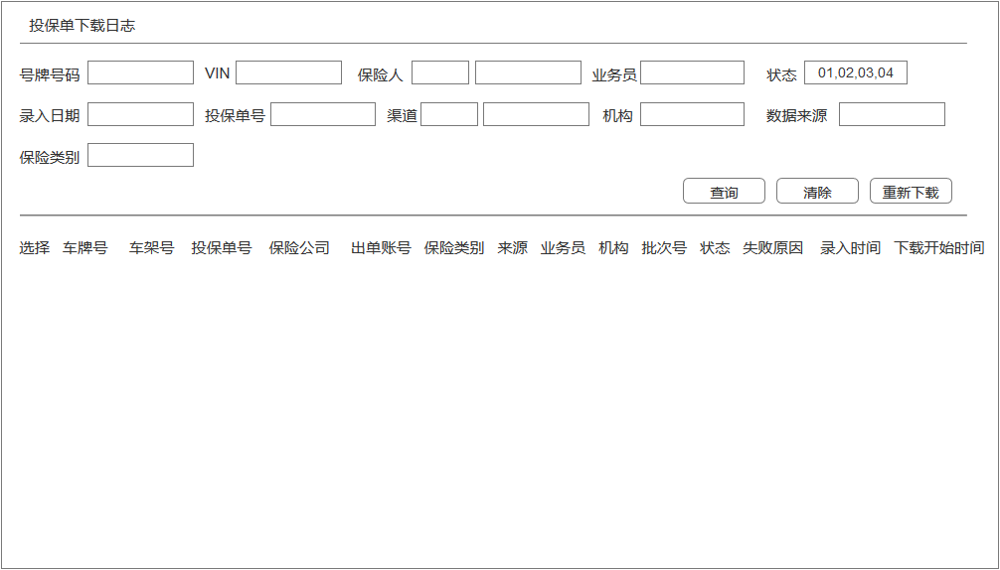 投保单下载日志
号牌号码 VIN 保险人 业务员 状态 01,02,03,04
录入日期 投保单号 渠道 机构 数据来源
保险类别
查询 清除 重新下载
选择 车牌号 车架号 投保单号 保险公司 出单账号 保险类别 来源 业务员 机构 批次号 状态 失败原因 录入时间 下载开始时间